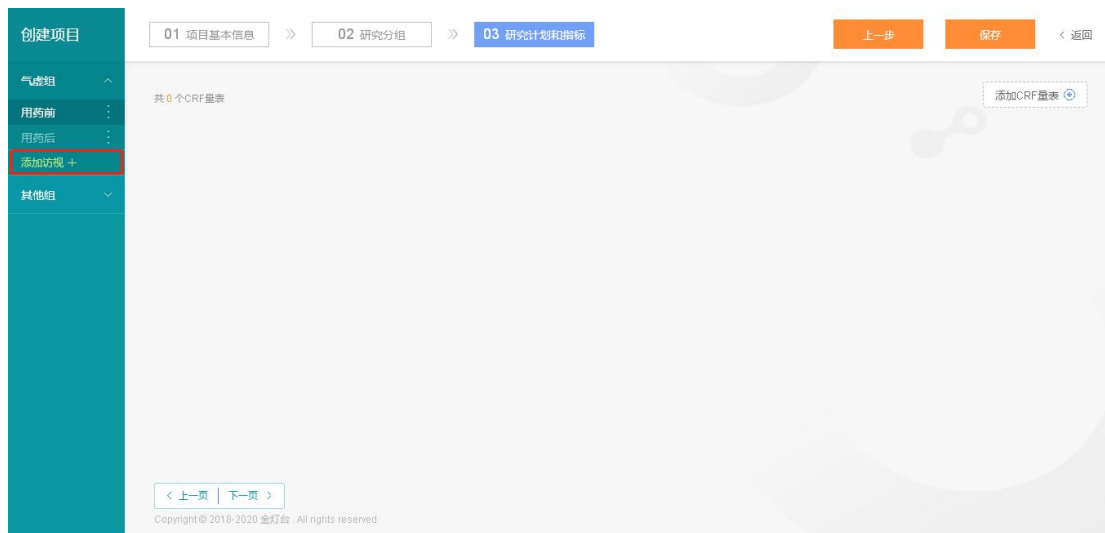 创建项目
01 项目基本信息
02 研究分组
03 研究计划和指标
上一步
保存
< 返回
气虚组
用药前
用药后
添加访视 +
其他组
共 0 个CRF量表
添加CRF量表
< 上一页 | 下一页 >
Copyright © 2018-2020 金灯台 . All rights reserved